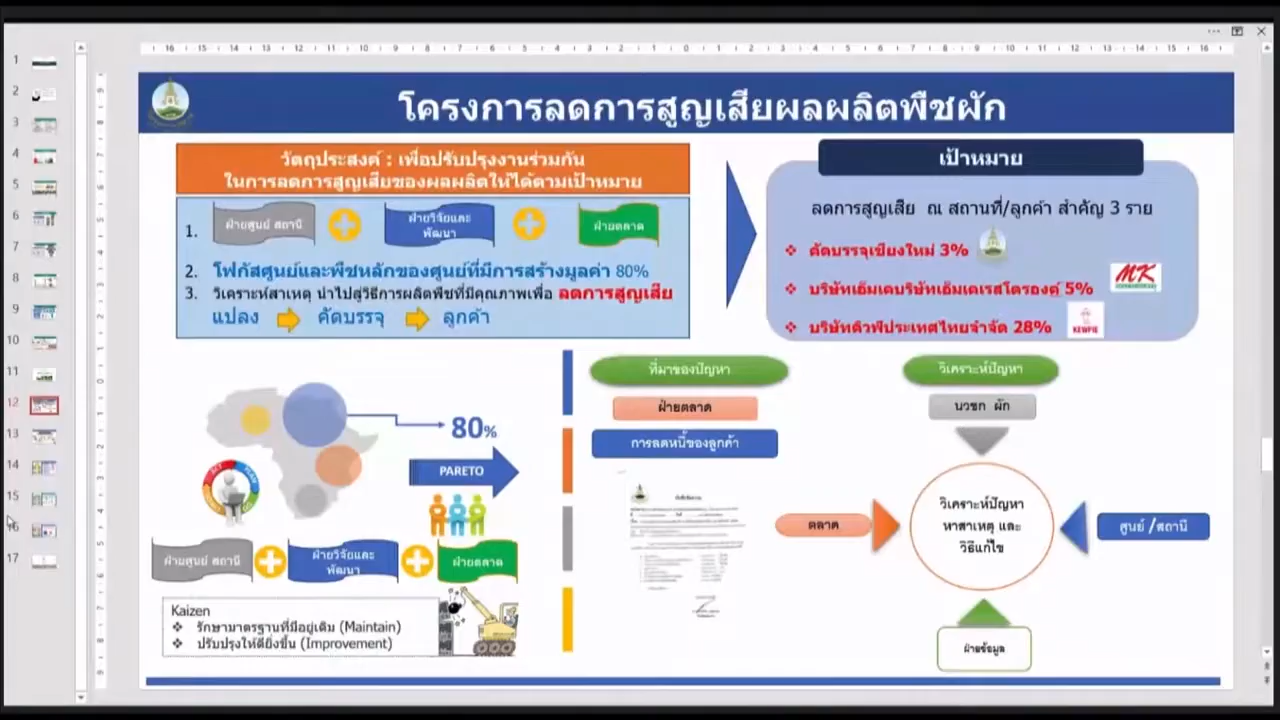 โครงการลดการสูญเสียผลผลิตพืชผัก
วัตถุประสงค์ : เพื่อปรับปรุงงานร่วมกัน
ในการลดการสูญเสียของผลผลิตให้ได้ตามเป้าหมาย
1. ฝ่ายศูนย์ สถานี ฝ่ายวิจัยและ
พัฒนา ฝ่ายตลาด
2. โฟกัสศูนย์และพืชหลักของศูนย์ที่มีการสร้างมูลค่า 80%
3. วิเคราะห์สาเหตุ นำไปสู่วิธีการผลิตพืชที่มีคุณภาพเพื่อ ลดการสูญเสีย
แปลง คัดบรรจุ ลูกค้า
เป้าหมาย
ลดการสูญเสีย ณ สถานที่/ลูกค้า สำคัญ 3 ราย
❖ คัดบรรจุเชียงใหม่ 3%
❖ บริษัทเอ็มเคบริษัทเอ็มเคเรสโตรองต์ 5%
MK
❖ บริษัทคิวพีประเทศไทยจำกัด 28%
KEWPIE
80%
PARETO
ACT
PLAN
ฝ่ายศูนย์ สถานี ฝ่ายวิจัยและ
พัฒนา ฝ่ายตลาด
Kaizen
❖ รักษามาตรฐานที่มีอยู่เดิม (Maintain)
❖ ปรับปรุงให้ดียิ่งขึ้น (Improvement)
ที่มาของปัญหา
ฝ่ายตลาด
การลดหนี้ของลูกค้า
วิเคราะห์ปัญหา
นวชก ผัก
ตลาด
วิเคราะห์ปัญหา
หาสาเหตุ และ
วิธีแก้ไข
ศูนย์ /สถานี
ฝ่ายข้อมูล
1
2
3
4
5
6
7
8
9
10
11
12
13
14
15
16
17